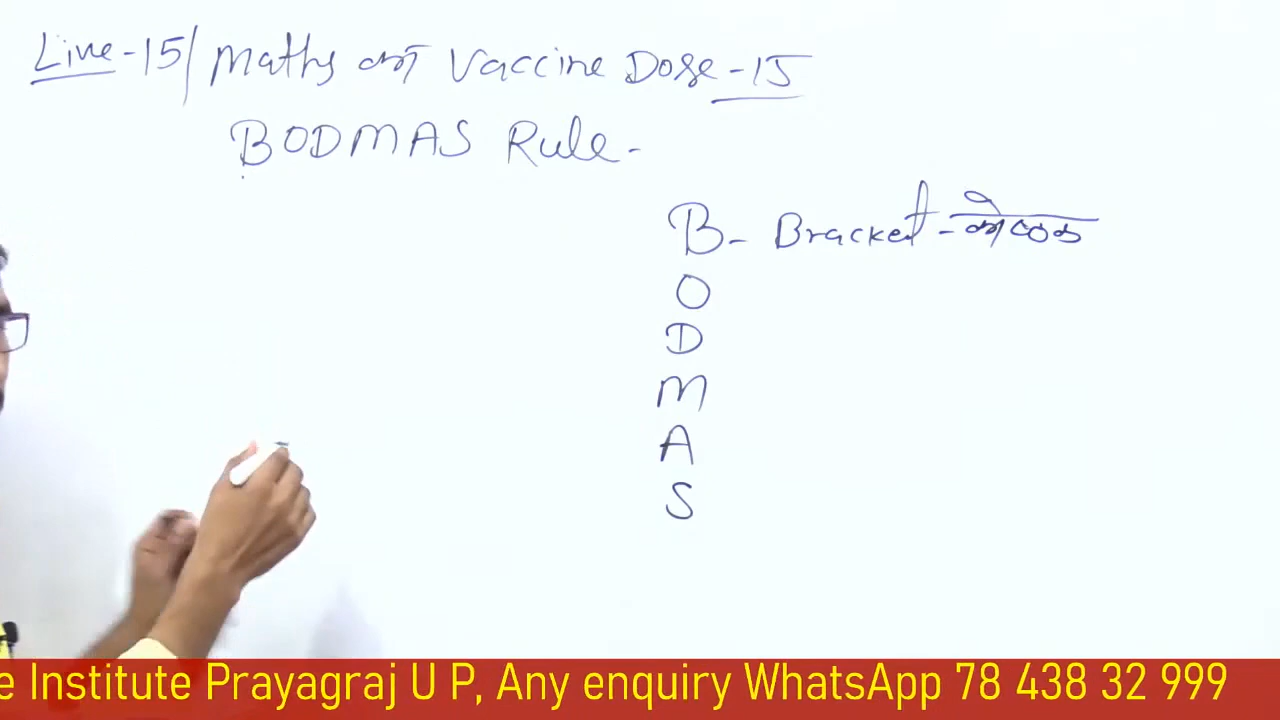 Live-15/ Maths का Vaccine Dose-15
BODMAS Rule-
B- Bracket-कोष्ठक
O
D
M
A
S
e Institute Prayagraj U P, Any enquiry WhatsApp 78 438 32 999